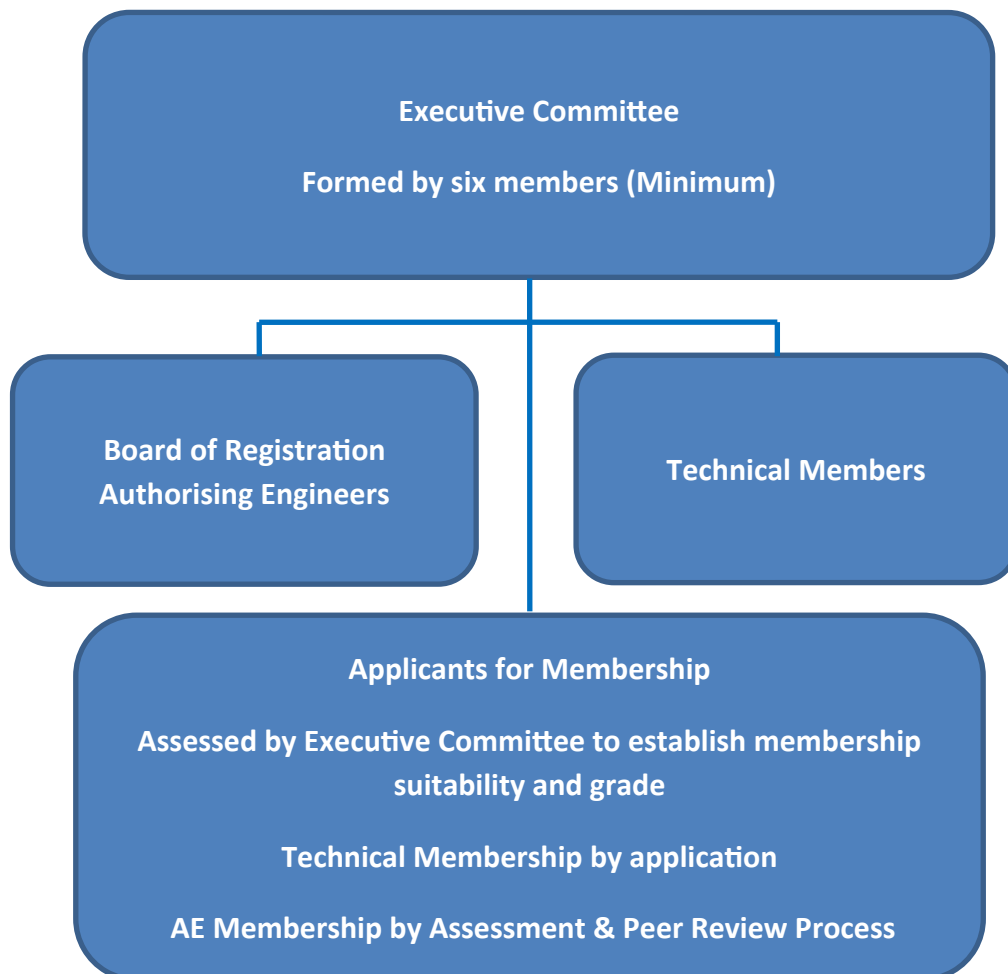 Executive Committee
Formed by six members (Minimum)
Board of Registration
Authorising Engineers
Technical Members
Applicants for Membership
Assessed by Executive Committee to establish membership
suitability and grade
Technical Membership by application
AE Membership by Assessment & Peer Review Process